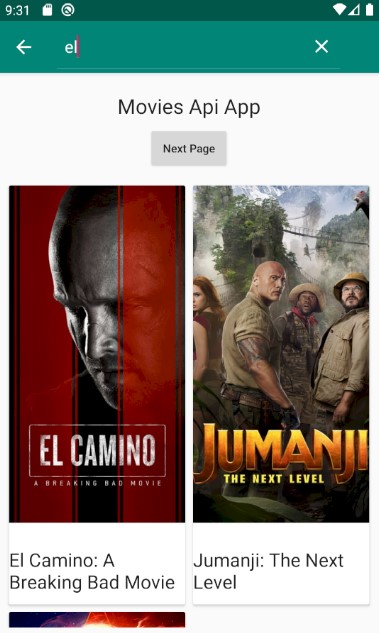 9:31
el
Movies Api App
Next Page
EL CAMINO
A BREAKING BAD MOVIE
JUMANJI
THE NEXT LEVEL
El Camino: A
Breaking Bad Movie
Jumanji: The Next
Level